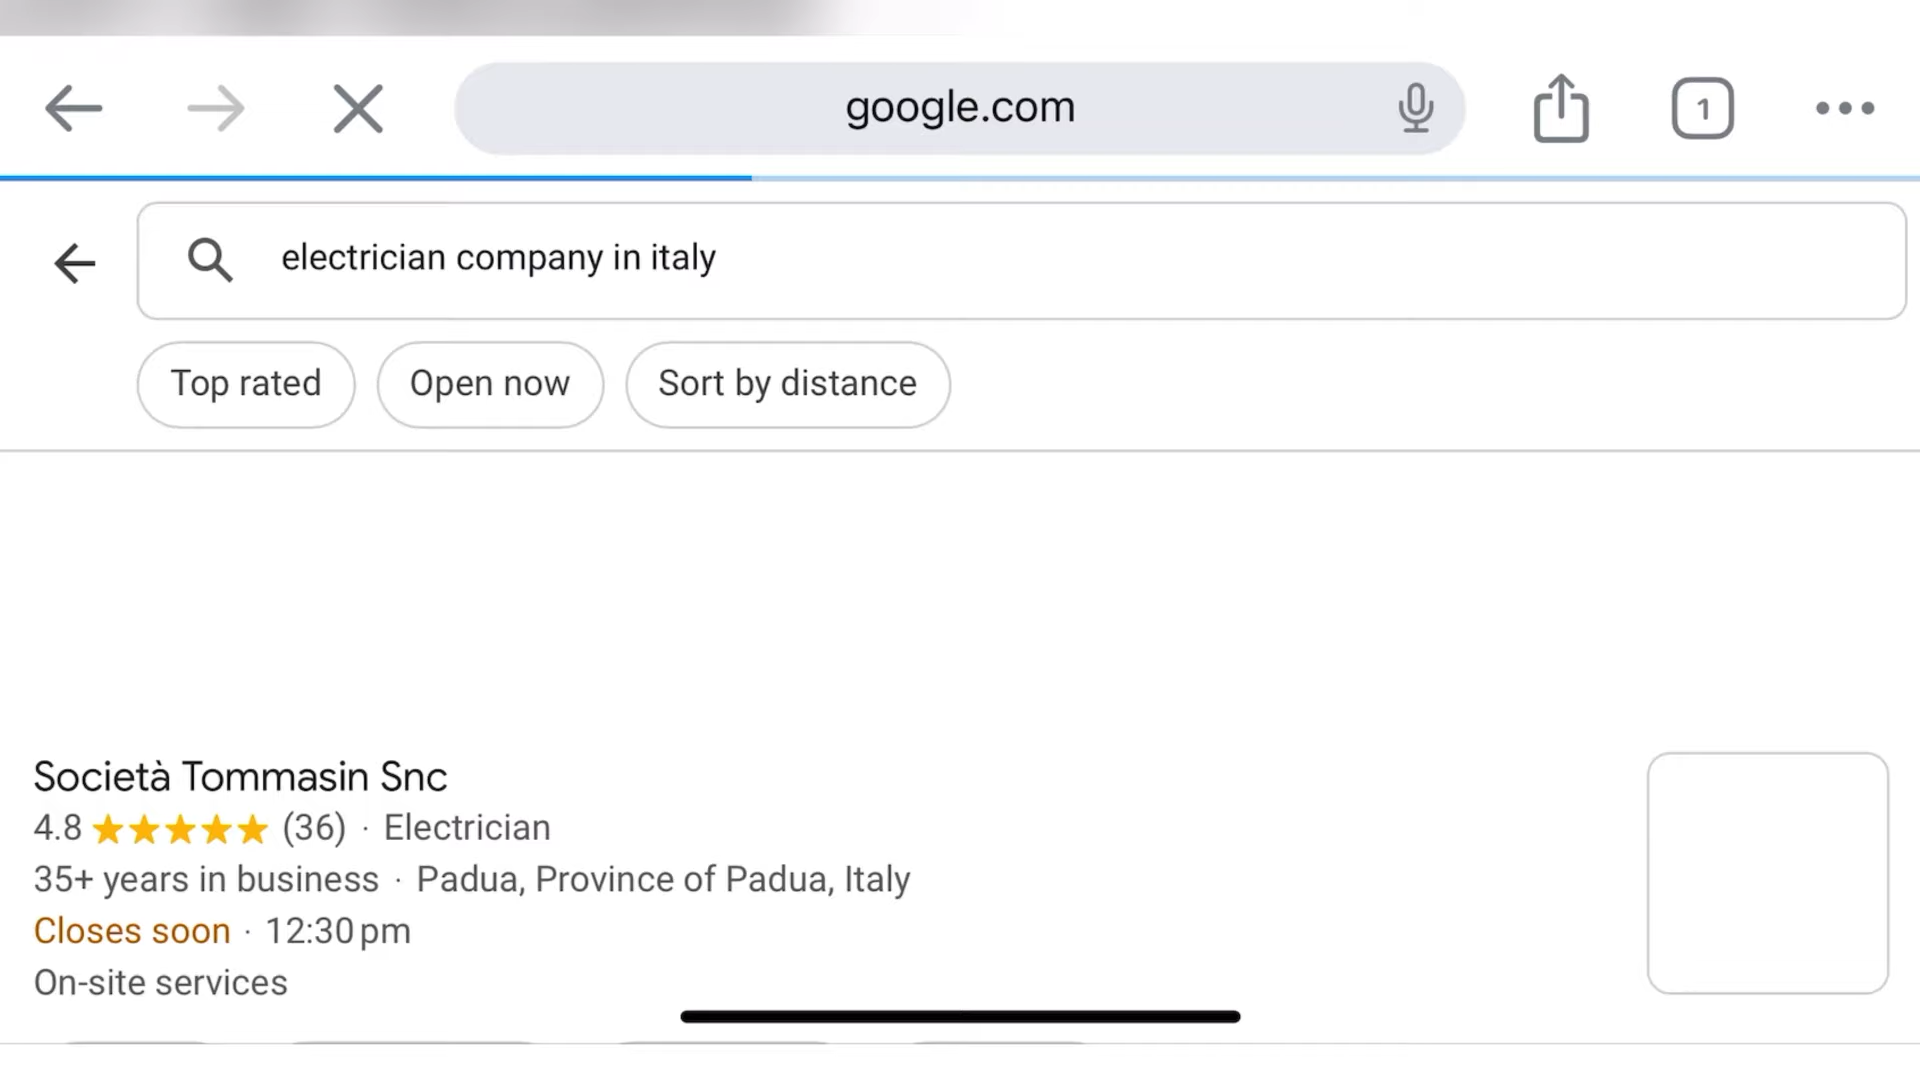 google.com
1
electrician company in italy
Top rated
Open now
Sort by distance
Società Tommasin Snc
4.8 ★★★★★ (36) · Electrician
35+ years in business · Padua, Province of Padua, Italy
Closes soon · 12:30 pm
On-site services